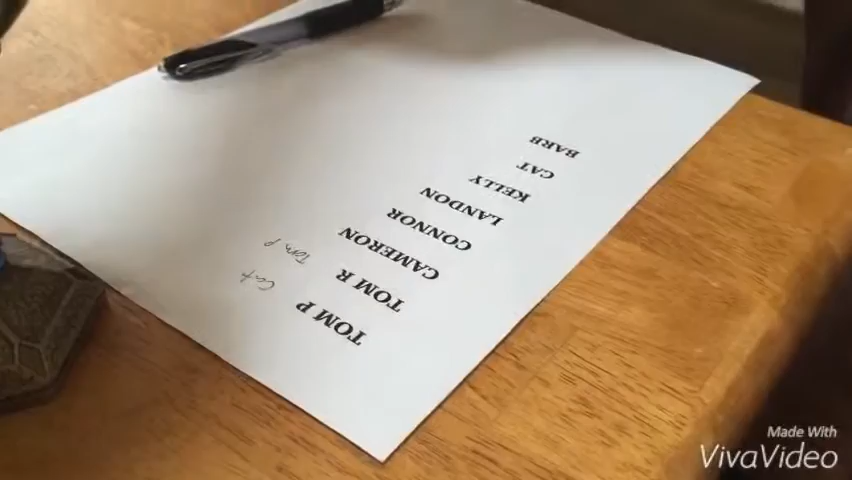 TOM P Cat
TOM R Tom P
CAMERON
CONNOR
LANDON
KELLY
CAT
BARB
Made With
VivaVideo